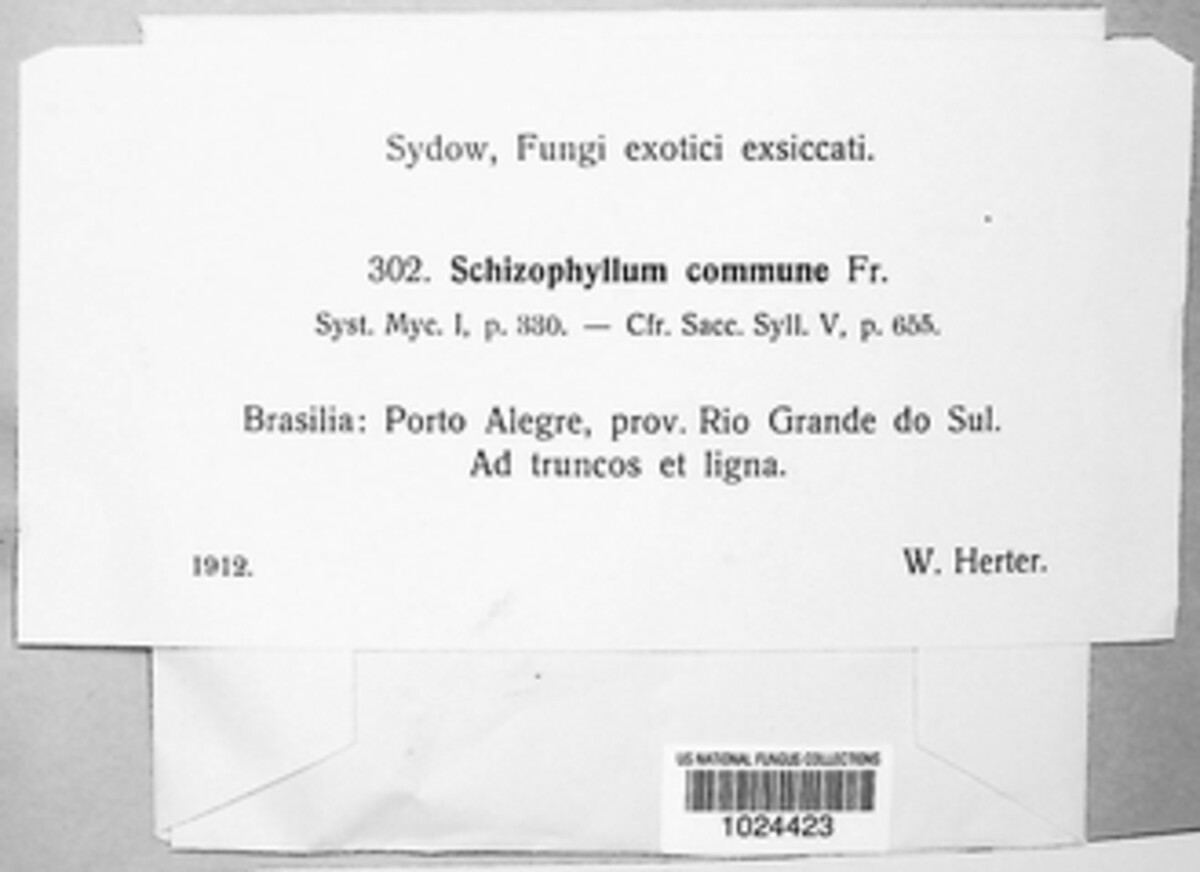 Sydow, Fungi exotici exsiccati.
302. Schizophyllum commune Fr.
Syst. Myc. I, p. 330. — Cfr. Sacc. Syll. V, p. 655.
Brasilia: Porto Alegre, prov. Rio Grande do Sul.
Ad truncos et ligna.
1912.
W. Herter.
US NATIONAL FUNGUS COLLECTIONS
1024423